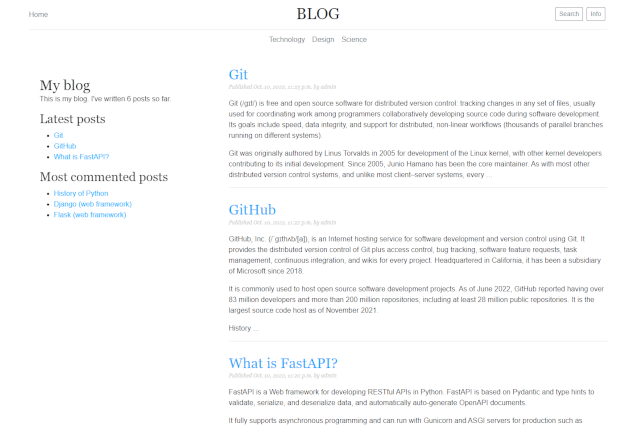 Home
BLOG
Search
Info
Technology Design Science
My blog
This is my blog. I've written 6 posts so far.
Latest posts
Git
GitHub
What is FastAPI?
Most commented posts
History of Python
Django (web framework)
Flask (web framework)
Git
Published Oct. 10, 2022, by admin
Git (/ɡɪt/) is free and open source software for distributed version control: tracking changes in any set of files, usually
used for coordinating work among programmers collaboratively developing source code during software development.
Its goals include speed, data integrity, and support for distributed, non-linear workflows (thousands of parallel branches
running on different systems).
Git was originally authored by Linus Torvalds in 2005 for development of the Linux kernel, with other kernel developers
contributing to its initial development. Since 2005, Junio Hamano has been the core maintainer. As with most other
distributed version control systems, and unlike most client–server systems, every …
GitHub
Published Oct. 10, 2022, by admin
GitHub, Inc. (/ˈɡɪthʌb/[a]), is an Internet hosting service for software development and version control using Git. It
provides the distributed version control of Git plus access control, bug tracking, software feature requests, task
management, continuous integration, and wikis for every project. Headquartered in California, it has been a subsidiary
of Microsoft since 2018.
It is commonly used to host open source software development projects. As of June 2022, GitHub reported having over
83 million developers and more than 200 million repositories, including at least 28 million public repositories. It is the
largest source code host as of November 2021.
History …
What is FastAPI?
Published Oct. 10, 2022, by admin
FastAPI is a Web framework for developing RESTful APIs in Python. FastAPI is based on Pydantic and type hints to
validate, serialize, and deserialize data, and automatically auto-generate OpenAPI documents.
It fully supports asynchronous programming and can run with Gunicorn and ASGI servers for production such as